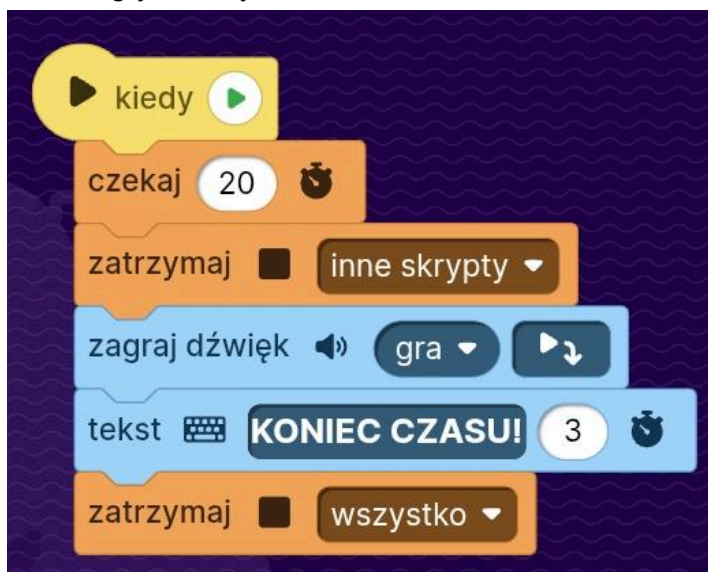 kiedy
czekaj 20
zatrzymaj inne skrypty
zagraj dźwięk gra
tekst KONIEC CZASU! 3
zatrzymaj wszystko